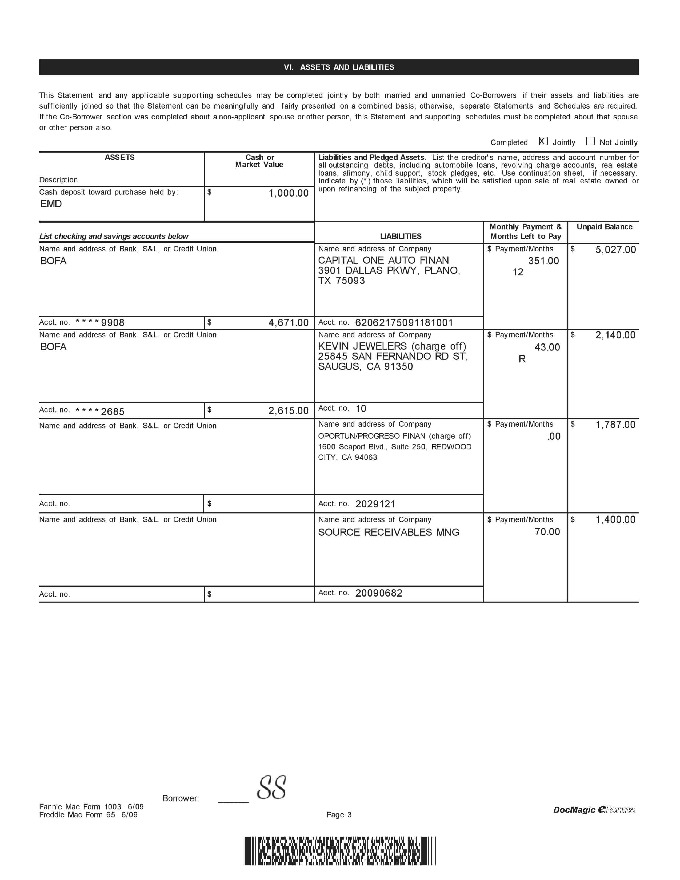 VI. ASSETS AND LIABILITIES
This Statement and any applicable supporting schedules may be completed jointly by both married and unmarried Co-Borrowers if their assets and liabilities are
sufficiently joined so that the Statement can be meaningfully and fairly presented on a combined basis; otherwise, separate Statements and Schedules are required.
If the Co-Borrower section was completed about a non-applicant spouse or other person, this Statement and supporting schedules must be completed about that spouse
or other person also.
Completed [X] Jointly [ ] Not Jointly
ASSETS
Cash or
Market Value
Description
Cash deposit toward purchase held by:
$ 1,000.00
EMD
Liabilities and Pledged Assets. List the creditor's name, address and account number for
all outstanding debts, including automobile loans, revolving charge accounts, real estate
loans, alimony, child support, stock pledges, etc. Use continuation sheet, if necessary.
Indicate by (*) those liabilities, which will be satisfied upon sale of real estate owned or
upon refinancing of the subject property.
List checking and savings accounts below
LIABILITIES
Monthly Payment &
Months Left to Pay
Unpaid Balance
Name and address of Bank, S&L, or Credit Union
BOFA
Acct. no. ****9908 $ 4,671.00
Name and address of Company
CAPITAL ONE AUTO FINAN
3901 DALLAS PKWY, PLANO,
TX 75093
Acct. no. 62062175091181001
$ Payment/Months
351.00
12
$ 5,027.00
Name and address of Bank, S&L, or Credit Union
BOFA
Acct. no. ****2685 $ 2,615.00
Name and address of Company
KEVIN JEWELERS (charge off)
25845 SAN FERNANDO RD ST,
SAUGUS, CA 91350
Acct. no. 10
$ Payment/Months
43.00
R
$ 2,140.00
Name and address of Bank, S&L, or Credit Union
Acct. no. $
Name and address of Company
OPORTUN/PROGRESO FINAN (charge off)
1600 Seaport Blvd., Suite 250, REDWOOD
CITY, CA 94063
Acct. no. 2029121
$ Payment/Months
.00
$ 1,787.00
Name and address of Bank, S&L, or Credit Union
Acct. no. $
Name and address of Company
SOURCE RECEIVABLES MNG
Acct. no. 20090682
$ Payment/Months
70.00
$ 1,400.00
Borrower SS
Fannie Mae Form 1003 6/09
Freddie Mac Form 65 6/09
Page 3
DocMagic